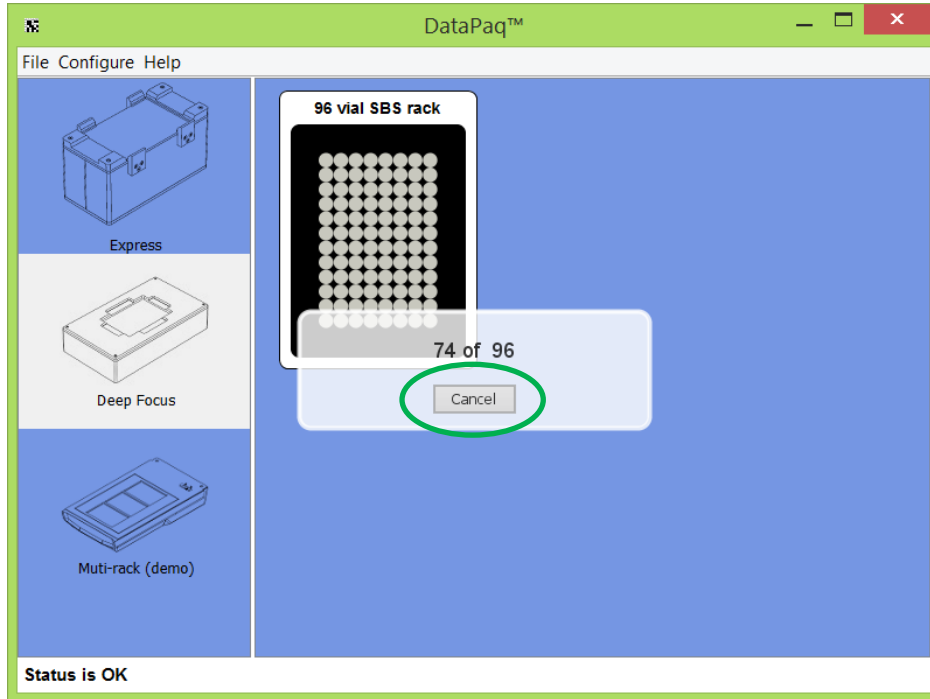 DataPaq™
File Configure Help
Express
Deep Focus
Muti-rack (demo)
96 vial SBS rack
74 of 96
Cancel
Status is OK